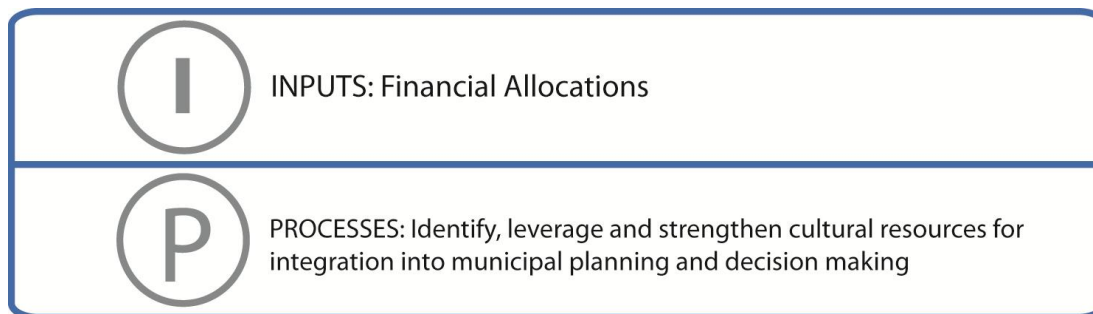 I
INPUTS: Financial Allocations
P
PROCESSES: Identify, leverage and strengthen cultural resources for
integration into municipal planning and decision making